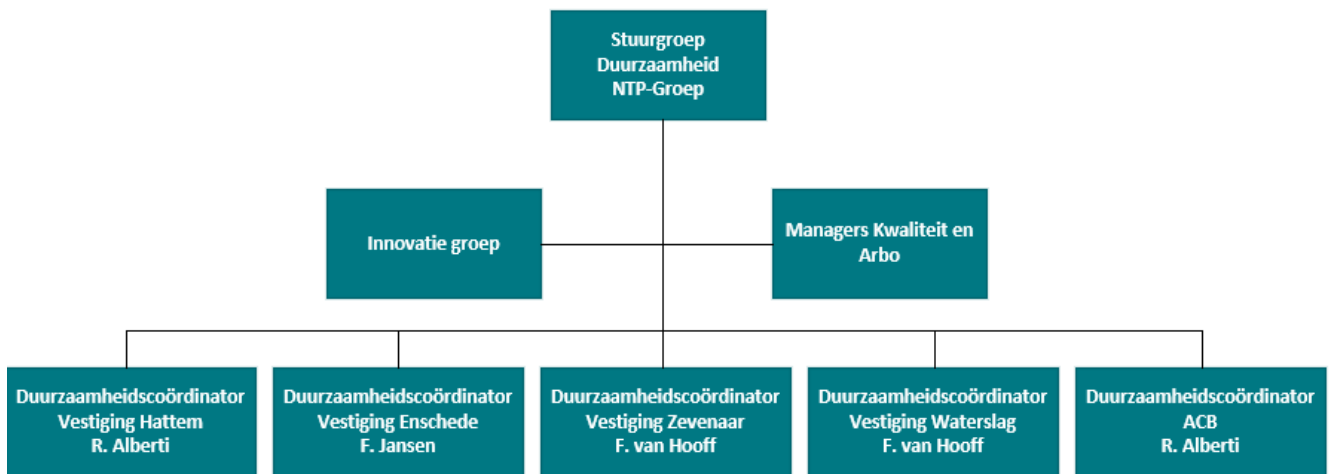 Stuurgroep
Duurzaamheid
NTP-Groep
Innovatie groep
Managers Kwaliteit en
Arbo
Duurzaamheidscoördinator
Vestiging Hattem
R. Alberti
Duurzaamheidscoördinator
Vestiging Enschede
F. Jansen
Duurzaamheidscoördinator
Vestiging Zevenaar
F. van Hooff
Duurzaamheidscoördinator
Vestiging Waterslag
F. van Hooff
Duurzaamheidscoördinator
ACB
R. Alberti